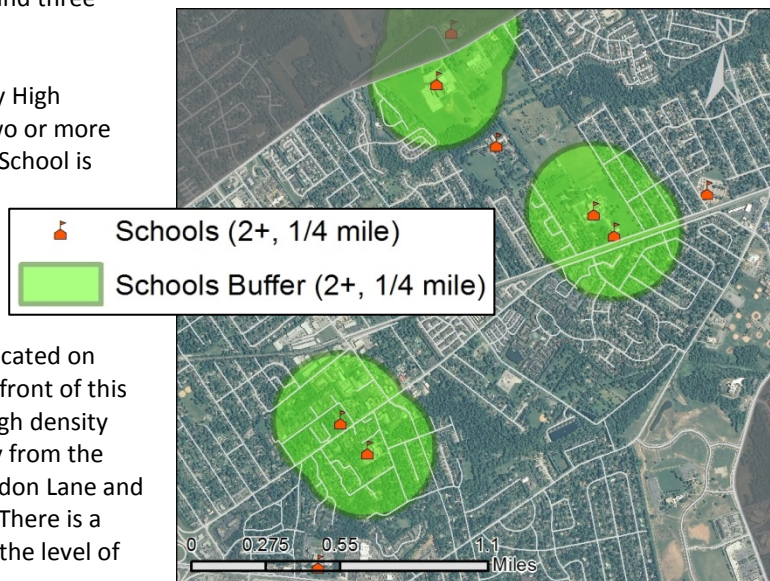 and three
y High
wo or more
School is
Schools (2+, 1/4 mile)
Schools Buffer (2+, 1/4 mile)
cated on
front of this
gh density
y from the
don Lane and
There is a
the level of
N
0 0.275 0.55 1.1
Miles